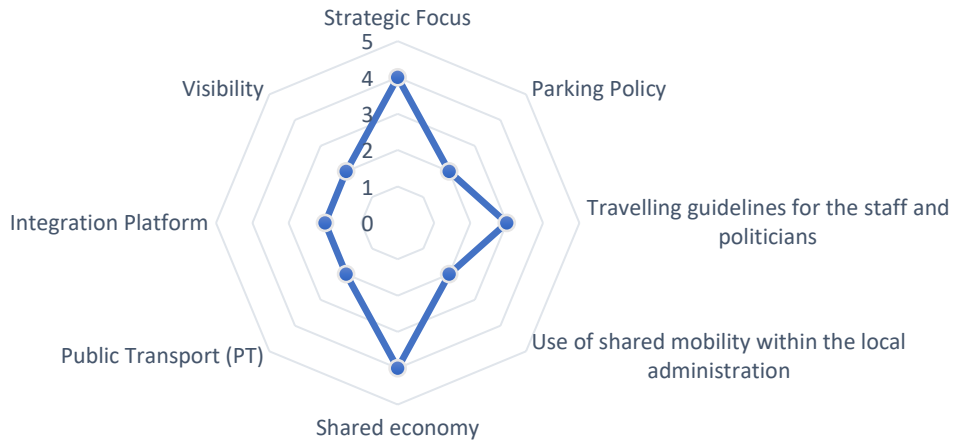 Strategic Focus
5
4
3
2
1
0
Visibility
Parking Policy
Integration Platform
Travelling guidelines for the staff and
politicians
Public Transport (PT)
Use of shared mobility within the local
administration
Shared economy